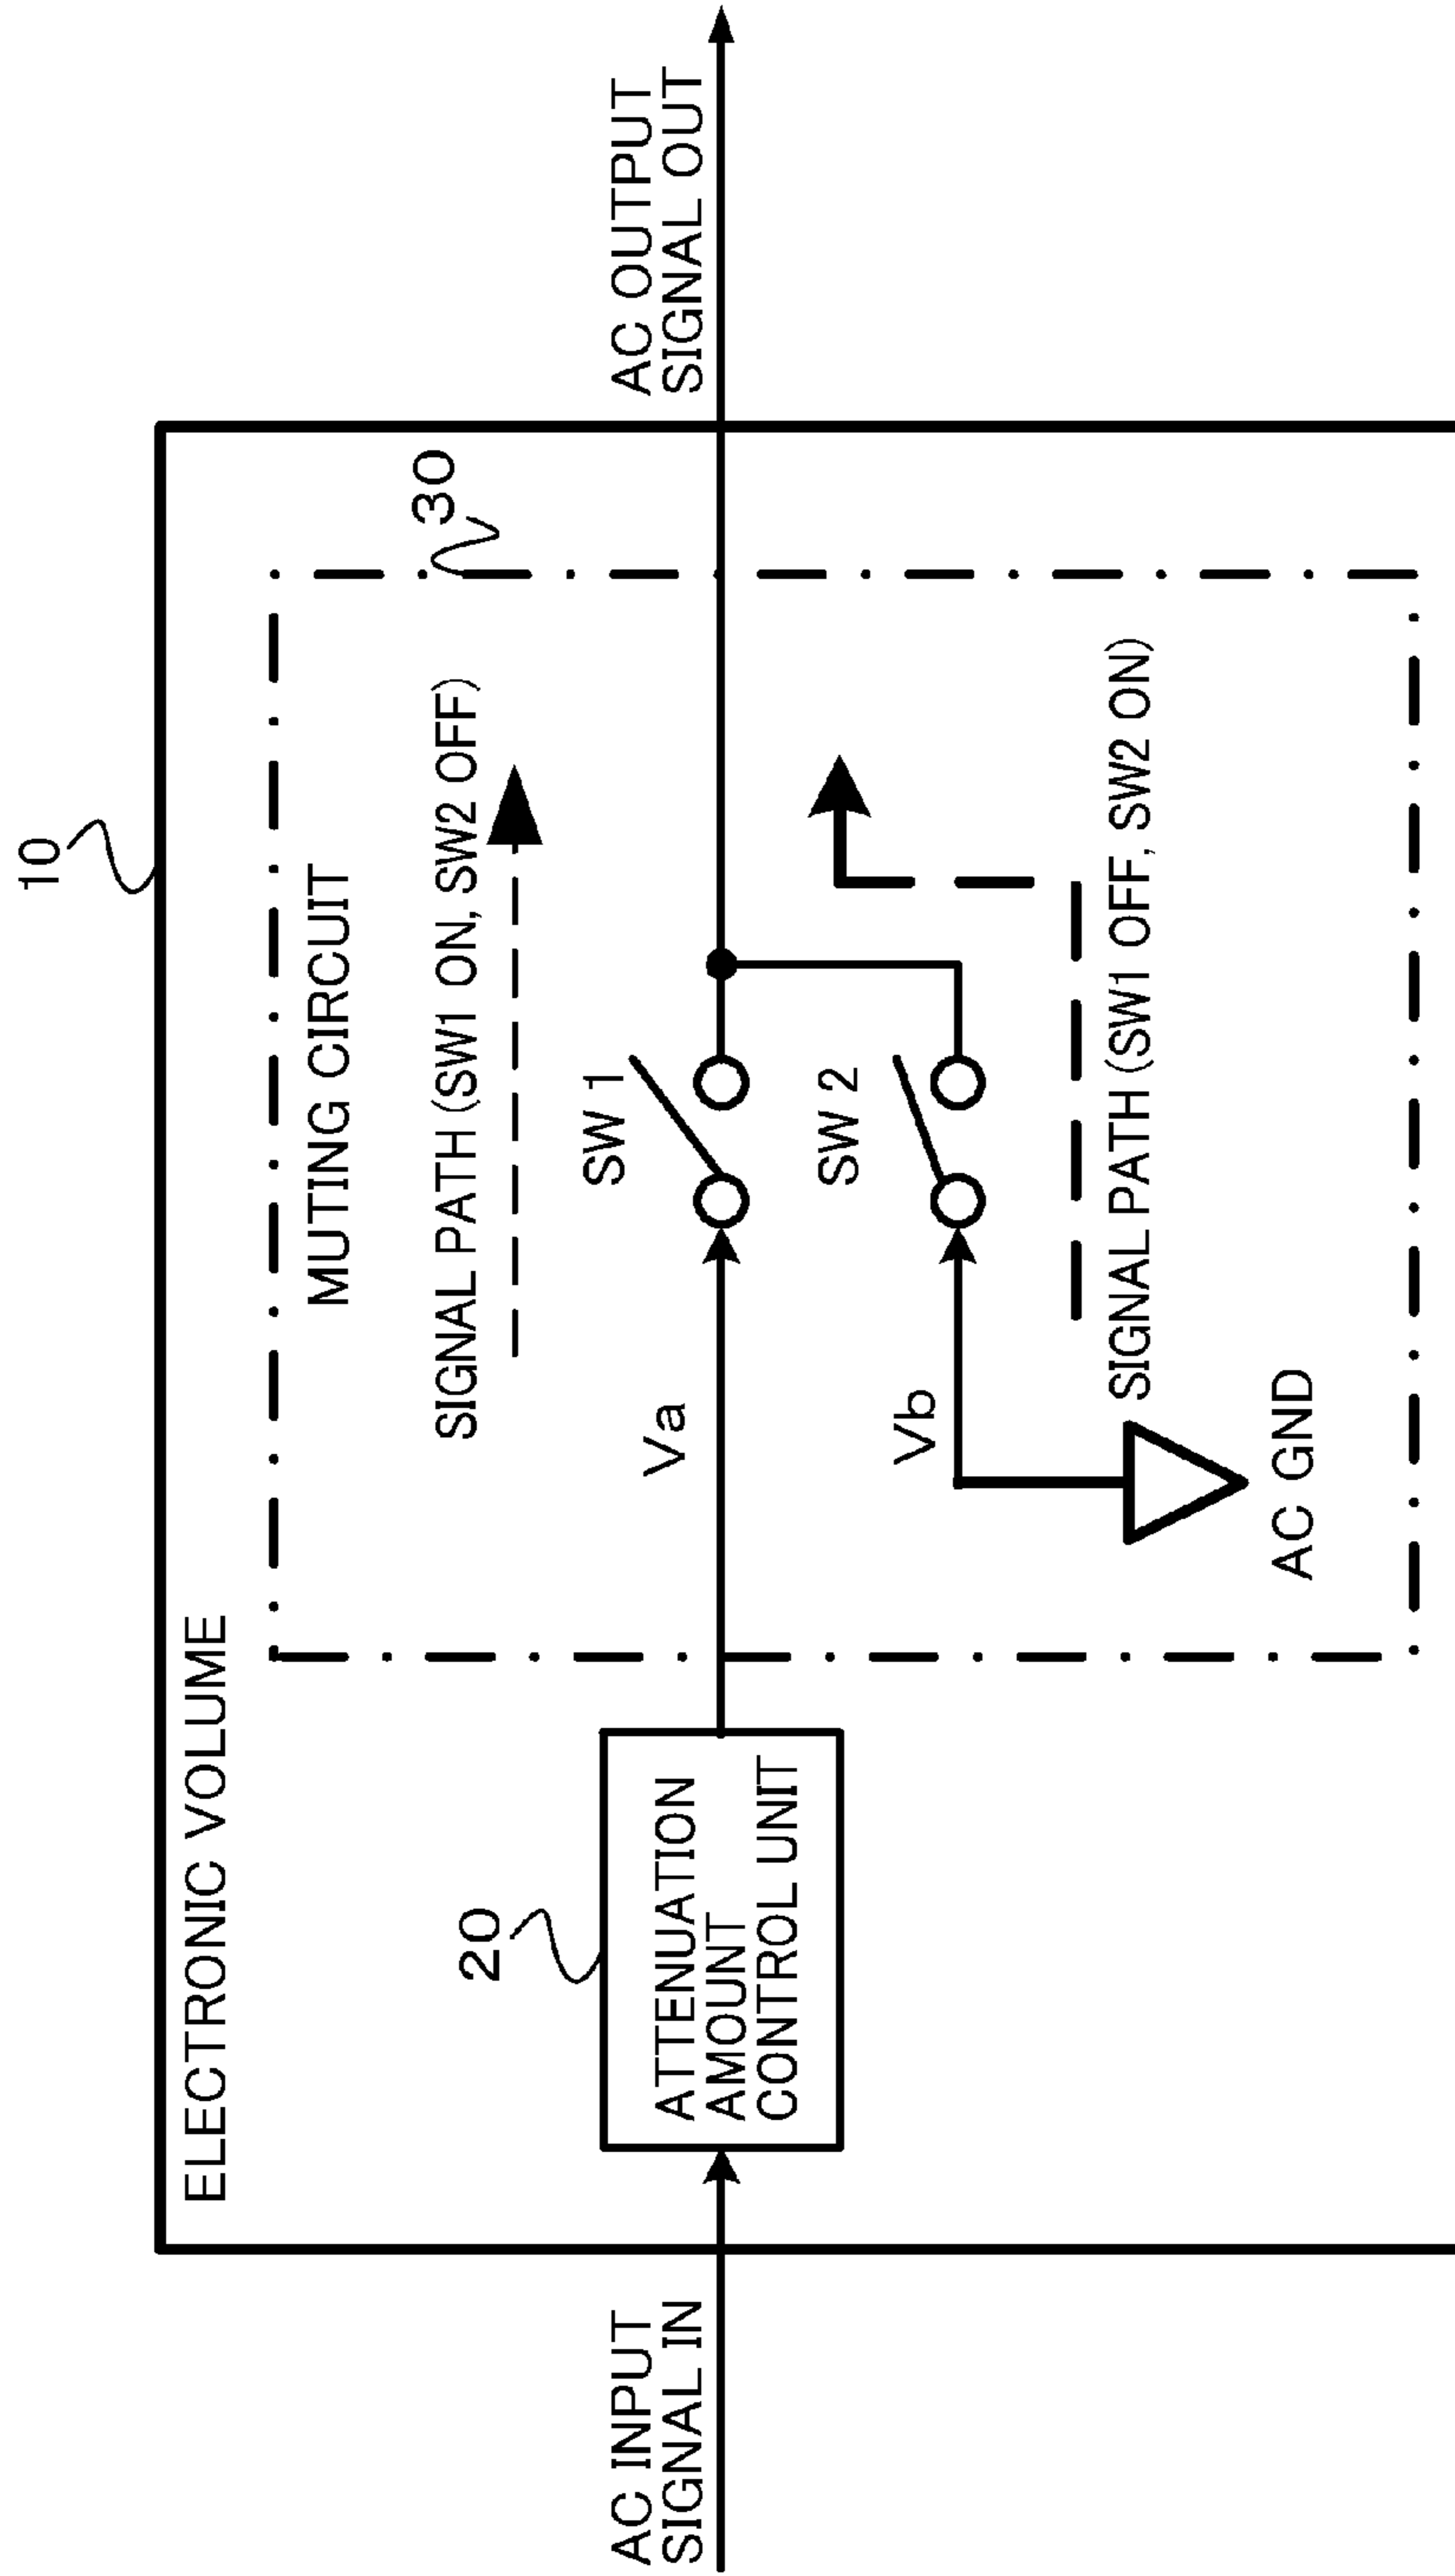 10
ELECTRONIC VOLUME
MUTING CIRCUIT
30
SIGNAL PATH (SW1 ON, SW2 OFF)
20
AC INPUT
SIGNAL IN
ATTENUATION
AMOUNT
CONTROL UNIT
Va
SW 1
AC OUTPUT
SIGNAL OUT
Vb
SW 2
SIGNAL PATH (SW1 OFF, SW2 ON)
AC GND